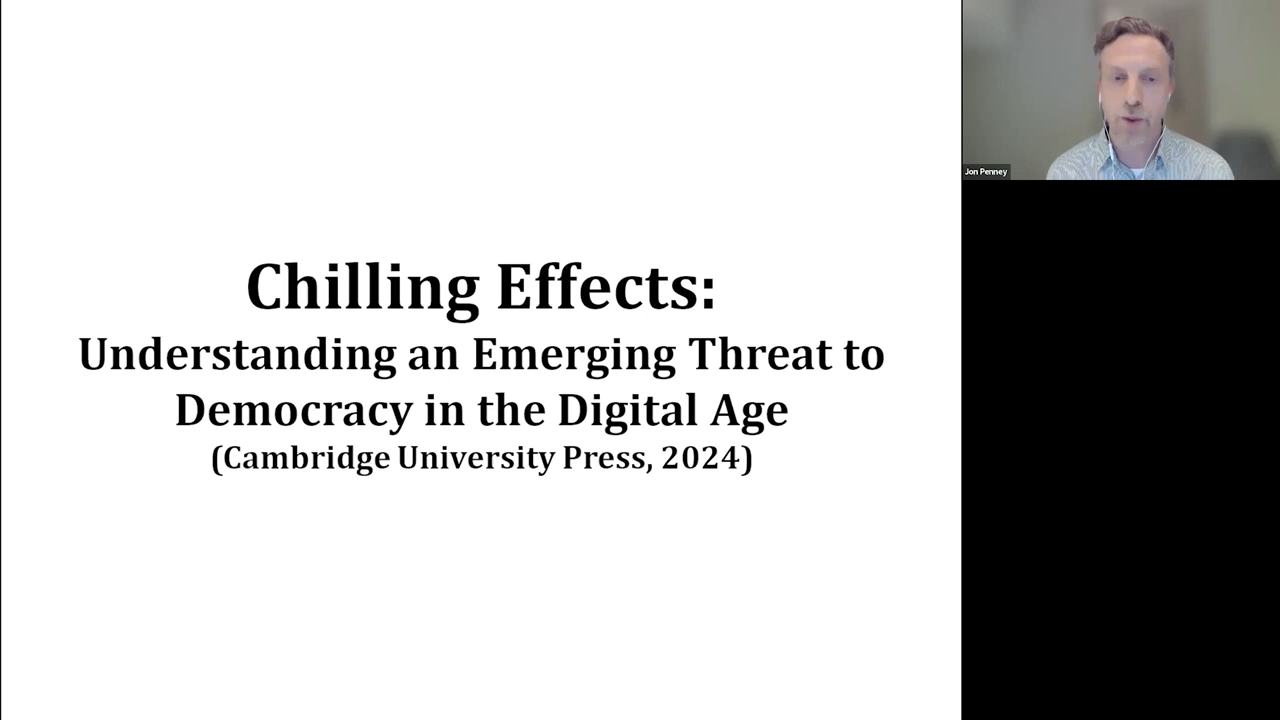 Chilling Effects:
Understanding an Emerging Threat to
Democracy in the Digital Age
(Cambridge University Press, 2024)
Jon Penney